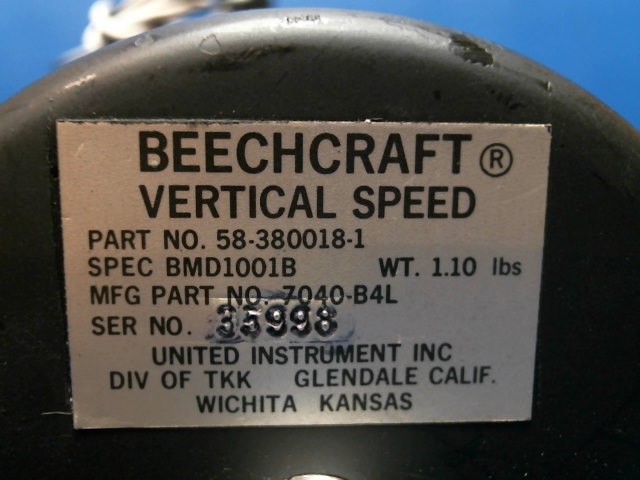 BEECHCRAFT ®
VERTICAL SPEED
PART NO. 58-380018-1
SPEC BMD1001B WT. 1.10 lbs
MFG PART NO. 7040-B4L
SER NO. 35998
UNITED INSTRUMENT INC
DIV OF TKK GLENDALE CALIF.
WICHITA KANSAS